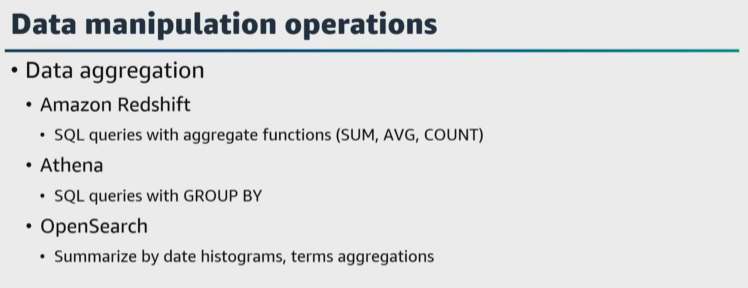 Data manipulation operations
• Data aggregation
• Amazon Redshift
• SQL queries with aggregate functions (SUM, AVG, COUNT)
• Athena
• SQL queries with GROUP BY
• OpenSearch
• Summarize by date histograms, terms aggregations